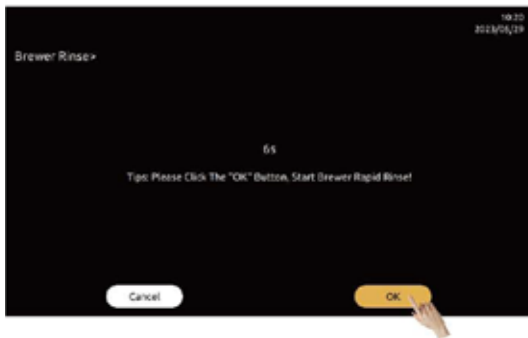 10:20
2023/05/29
Brewer Rinse>
6s
Tips: Please Click The "OK" Button, Start Brewer Rapid Rinse!
Cancel
OK